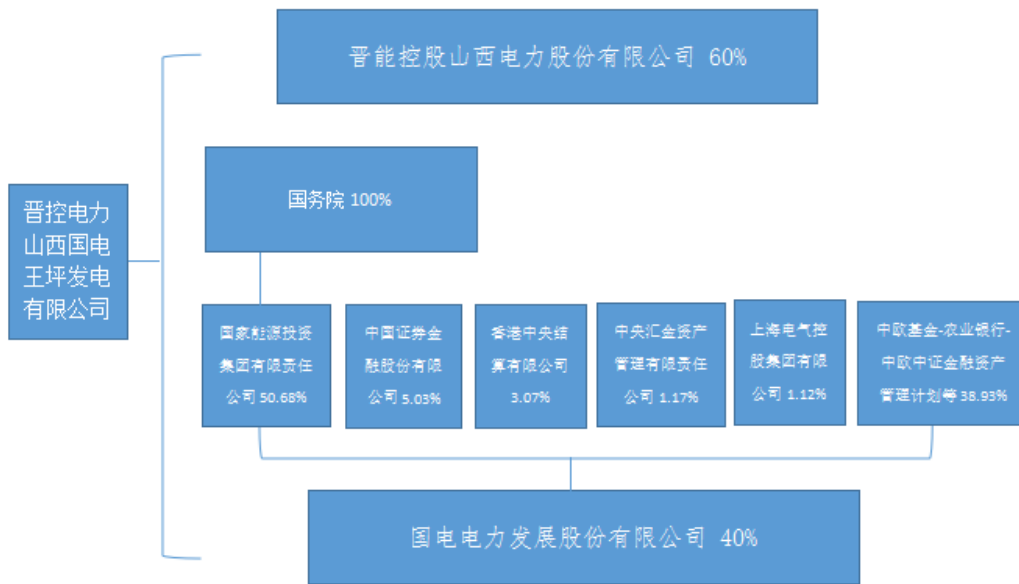 晋能控股山西电力股份有限公司 60%
国务院 100%
晋控电力
山西国电
王坪发电
有限公司
国家能源投资
集团有限责任
公司 50.68%
中国证券金
融股份有限
公司 5.03%
香港中央结
算有限公司
3.07%
中央汇金资产
管理有限责任
公司 1.17%
上海电气控
股集团有限
公司 1.12%
中欧基金-农业银行-
中欧中证金融资产
管理计划等 38.93%
国电电力发展股份有限公司 40%